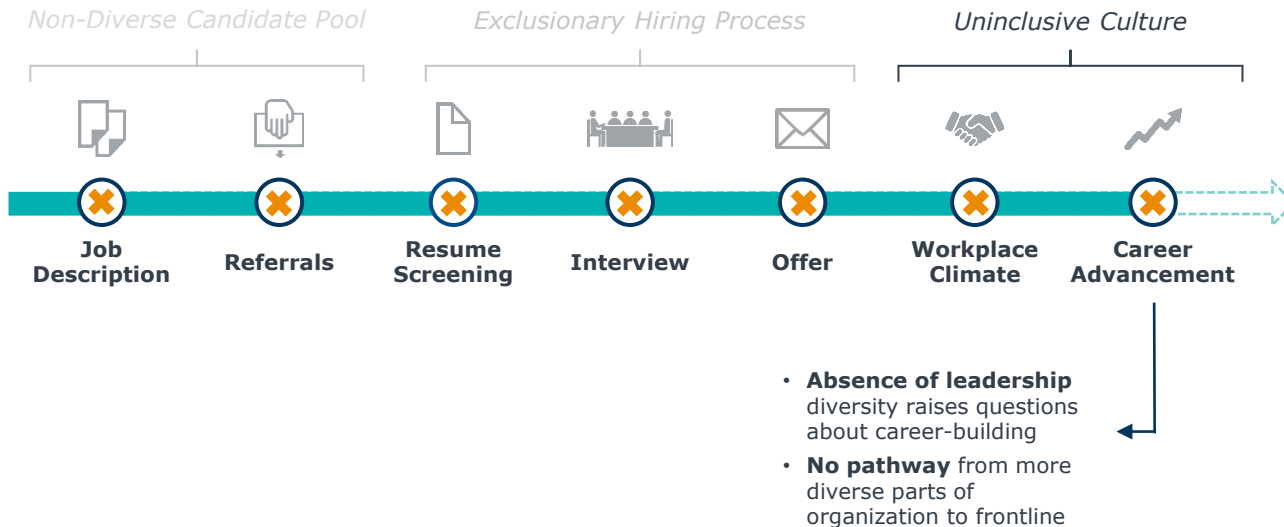 Non-Diverse Candidate Pool
Exclusionary Hiring Process
Uninclusive Culture
Job
Description
Referrals
Resume
Screening
Interview
Offer
Workplace
Climate
Career
Advancement
• Absence of leadership
diversity raises questions
about career-building
• No pathway from more
diverse parts of
organization to frontline